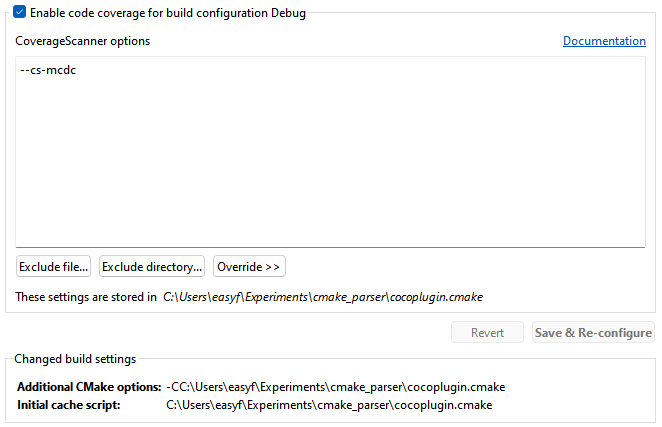 Enable code coverage for build configuration Debug
CoverageScanner options Documentation
--cs-mcdc
Exclude file... Exclude directory... Override >>
These settings are stored in C:\Users\easyf\Experiments\cmake_parser\cocoplugin.cmake
Revert Save & Re-configure
Changed build settings
Additional CMake options: -CC:\Users\easyf\Experiments\cmake_parser\cocoplugin.cmake
Initial cache script: C:\Users\easyf\Experiments\cmake_parser\cocoplugin.cmake